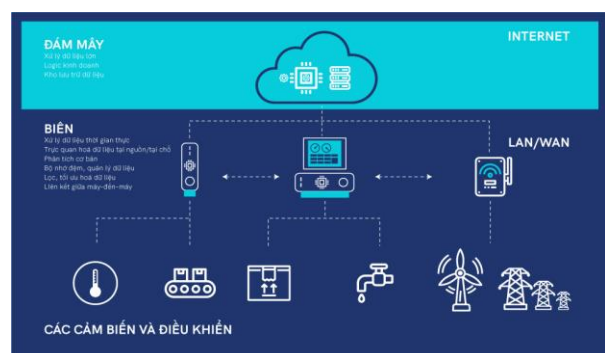 ĐÁM MÂY
Xử lý dữ liệu lớn
Logic kinh doanh
Kho lưu trữ dữ liệu
INTERNET
BIÊN
Xử lý dữ liệu thời gian thực
Trực quan hoá dữ liệu tại nguồn/tại chỗ
Phân tích cơ bản
Bộ nhớ đệm, quản lý dữ liệu
Lọc, tối ưu hoá dữ liệu
Liên kết giữa máy-đến-máy
LAN/WAN
CÁC CẢM BIẾN VÀ ĐIỀU KHIỂN